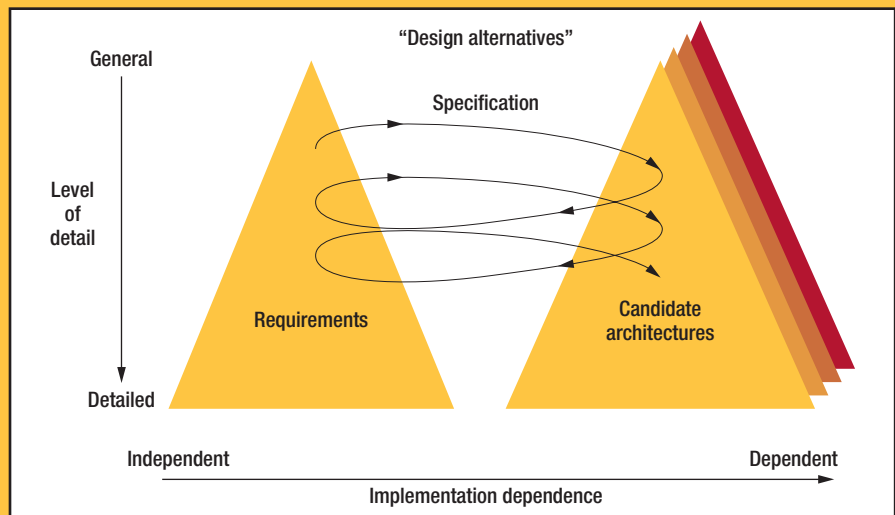 “Design alternatives”
General
Specification
Level
of
detail
Requirements
Candidate
architectures
Detailed
Independent
Dependent
Implementation dependence